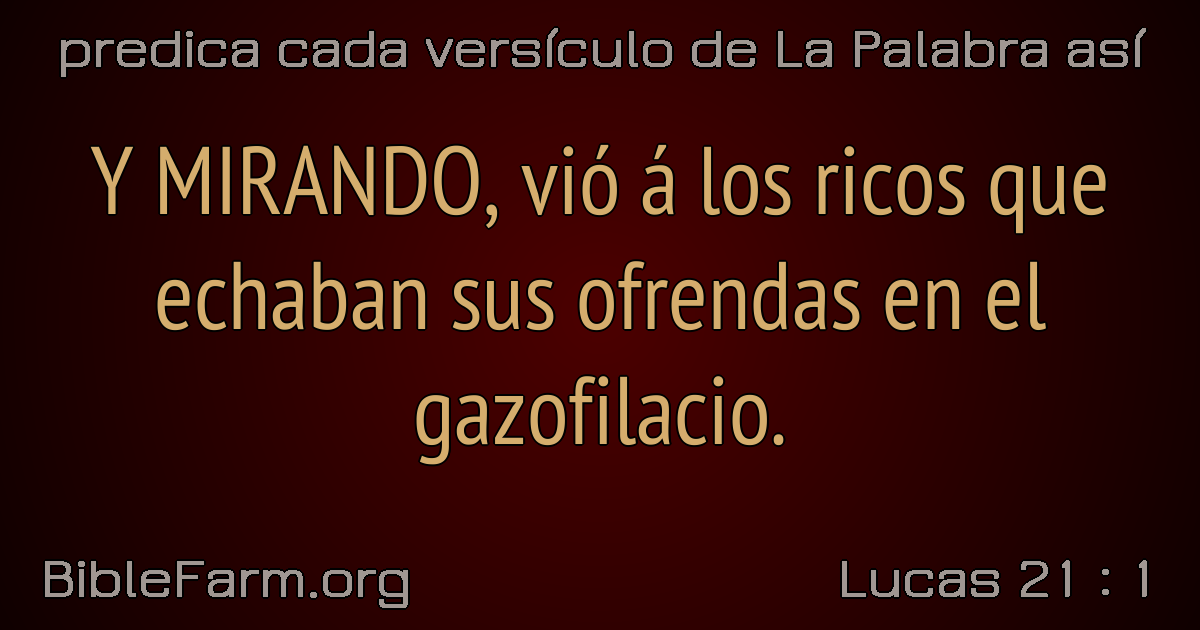 predica cada versículo de La Palabra así
Y MIRANDO, vió á los ricos que
echaban sus ofrendas en el
gazofilacio.
BibleFarm.org
Lucas 21 : 1